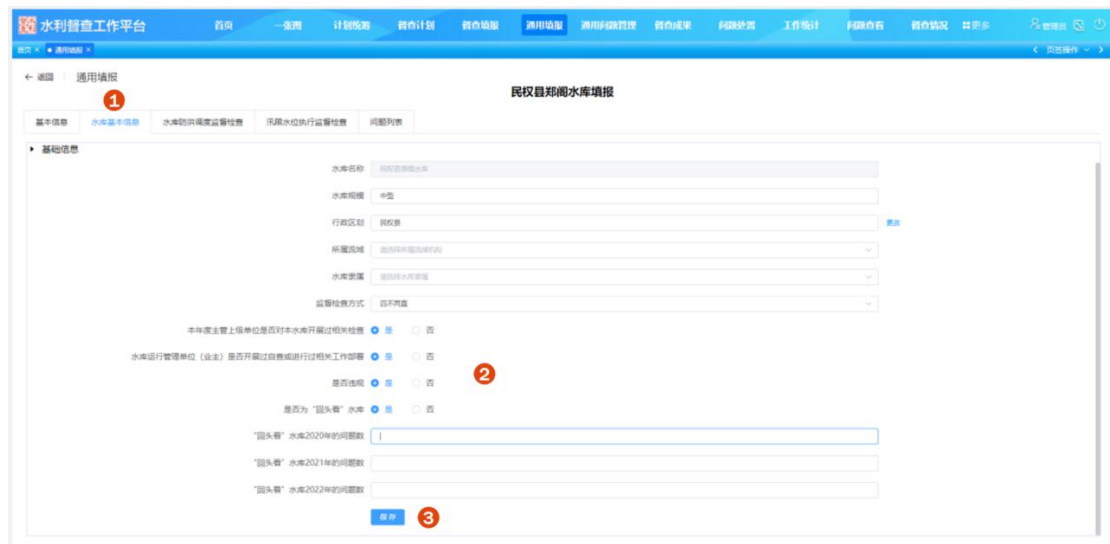 水利督查工作平台 首页 一张图 计划统筹 督查计划 督查填报 通用填报 通用问题管理 督查成果 问题处置 工作统计 问题查看 督查情况 更多 管理员
首页 × 通用填报 × 页签操作
← 返回 通用填报
民权县郑阁水库填报
1
基本信息 水库基本信息 水库防洪调度监督检查 汛限水位执行监督检查 问题列表
基础信息
水库名称 民权县郑阁水库
水库规模 中型
行政区划 民权县 更改
所属流域 请选择所属流域机构
水库隶属 请选择水库隶属
监督检查方式 四不两直
本年度主管上级单位是否对本水库开展过相关检查 是 否
水库运行管理单位（业主）是否开展过自查或进行过相关工作部署 是 否
2
是否违规 是 否
是否为“回头看”水库 是 否
“回头看”水库2020年的问题数
“回头看”水库2021年的问题数
“回头看”水库2022年的问题数
保存 3